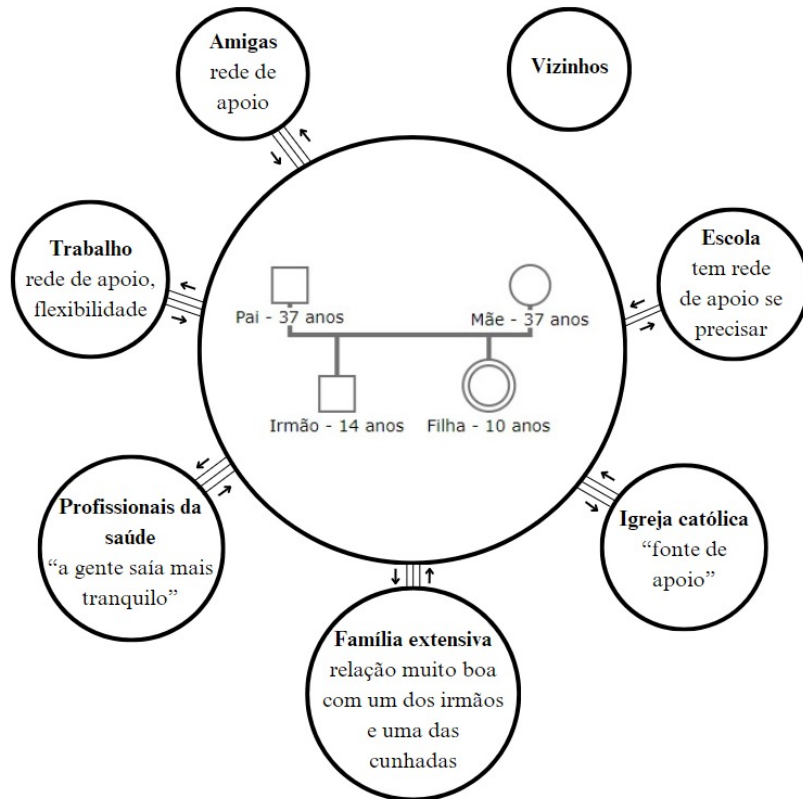 Amigas
rede de
apoio
Vizinhos
Trabalho
rede de apoio,
flexibilidade
Escola
tem rede
de apoio se
precisar
Pai - 37 anos
Mãe - 37 anos
Irmão - 14 anos
Filha - 10 anos
Profissionais da
saúde
“a gente saía mais
tranquilo”
Igreja católica
“fonte de
apoio”
Família extensiva
relação muito boa
com um dos irmãos
e uma das
cunhadas